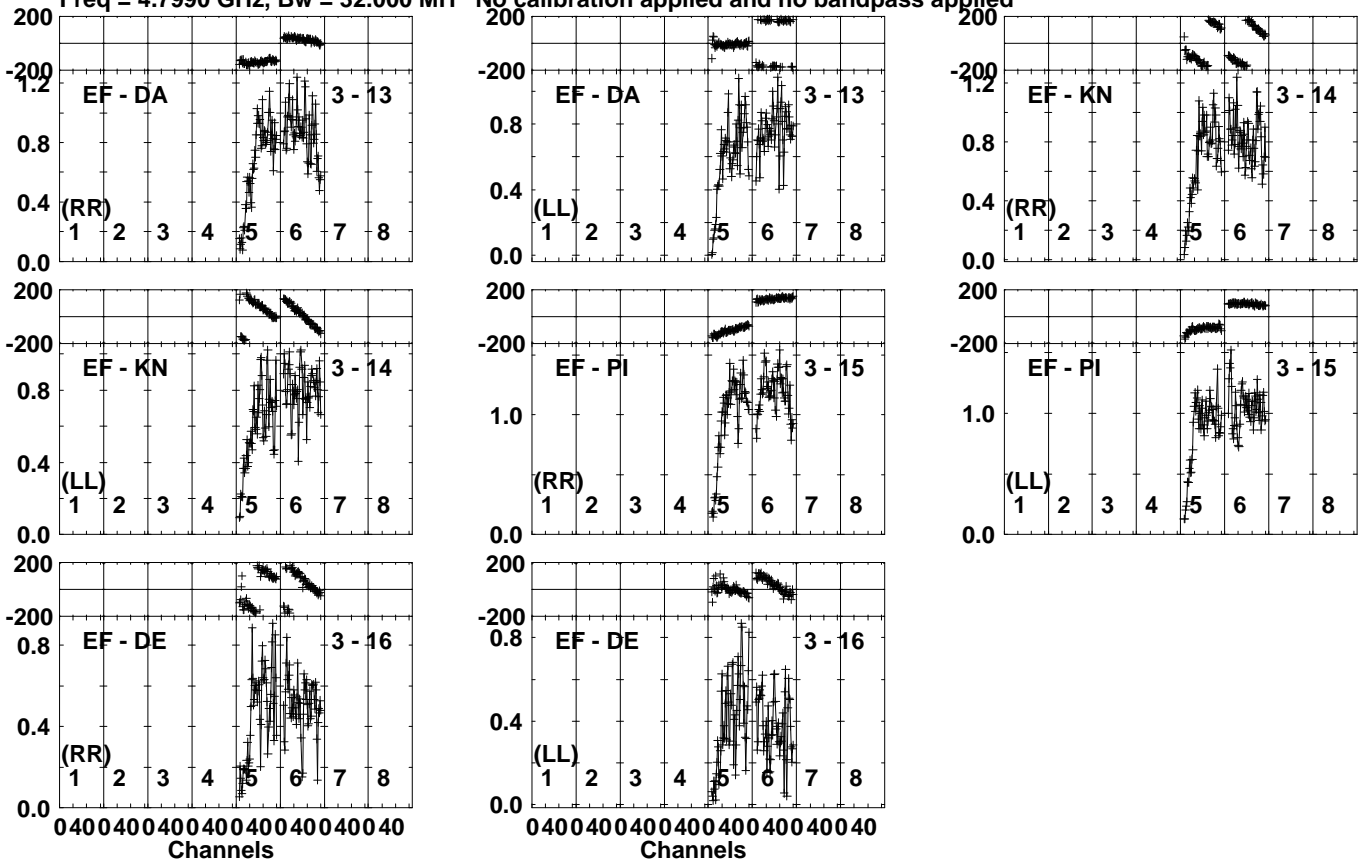 Freq = 4.7990 GHz, Bw = 32.000 MH No calibration applied and no bandpass applied
200 200 200
-200 -200 -200
1.2 EF - DA 3 - 13 EF - DA 3 - 13 1.2 EF - KN 3 - 14
0.8 0.8 0.8
0.4 0.4 0.4
(RR) (LL) (RR)
1 2 3 4 5 6 7 8 1 2 3 4 5 6 7 8 1 2 3 4 5 6 7 8
0.0 0.0 0.0
200 200 200
-200 -200 -200
EF - KN 3 - 14 EF - PI 3 - 15 EF - PI 3 - 15
0.8 1.0 1.0
0.4
(LL) (RR) (LL)
1 2 3 4 5 6 7 8 1 2 3 4 5 6 7 8 1 2 3 4 5 6 7 8
0.0 0.0 0.0
200 200
-200 -200
0.8 EF - DE 3 - 16 0.8 EF - DE 3 - 16
0.4 0.4
(RR) (LL)
1 2 3 4 5 6 7 8 1 2 3 4 5 6 7 8
0.0 0.0
0 40 0 40 0 40 0 40 0 40 0 40 0 40 0 40 0 40 0 40 0 40 0 40 0 40 0 40 0 40 0 40
Channels Channels